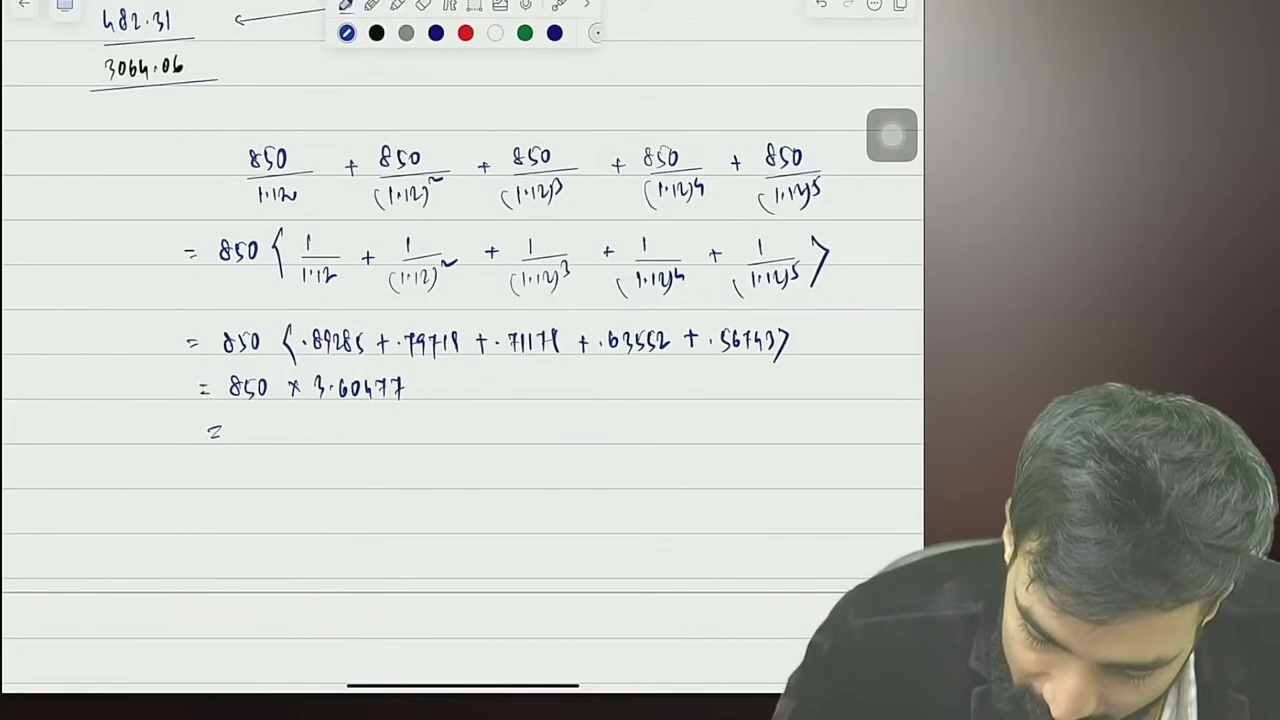 482.31
3064.06
850/1.12 + 850/(1.12)² + 850/(1.12)³ + 850/(1.12)⁴ + 850/(1.12)⁵
= 850 ⟨ 1/1.12 + 1/(1.12)² + 1/(1.12)³ + 1/(1.12)⁴ + 1/(1.12)⁵ ⟩
= 850 ⟨ .89285 + .79719 + .71178 + .63552 + .56743 ⟩
= 850 × 3.60477
=